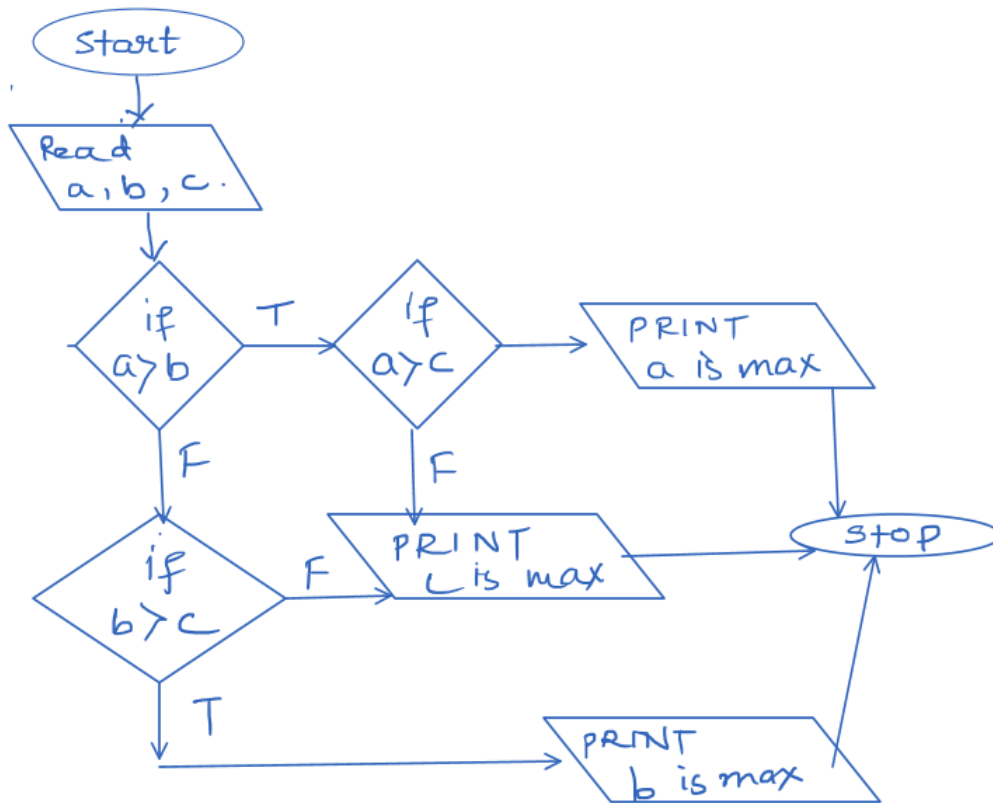 Start
Read
a, b, c.
if
a>b
T
If
a>c
PRINT
a is max
F
F
if
b>c
F
PRINT
c is max
stop
T
PRINT
b is max